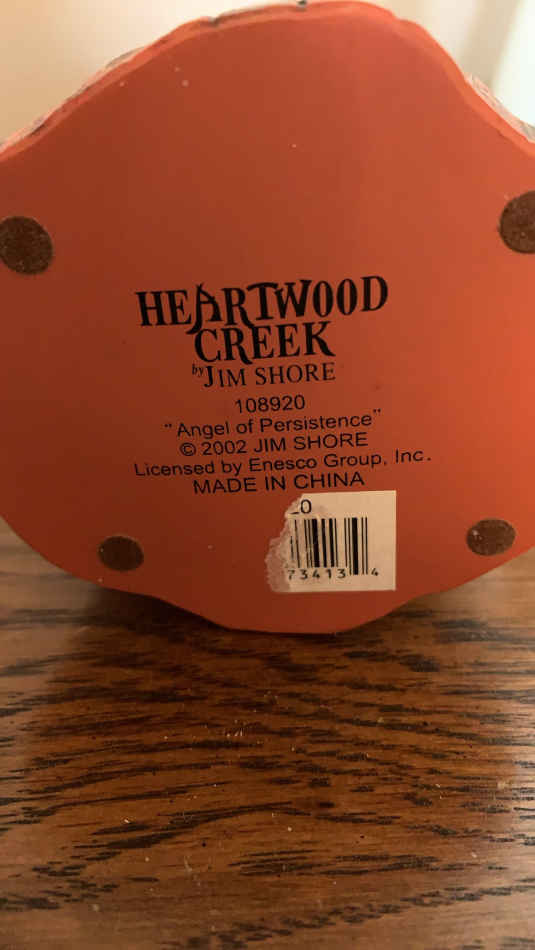 HEARTWOOD
CREEK
by JIM SHORE
108920
"Angel of Persistence"
© 2002 JIM SHORE
Licensed by Enesco Group, Inc.
MADE IN CHINA
20
73413 4